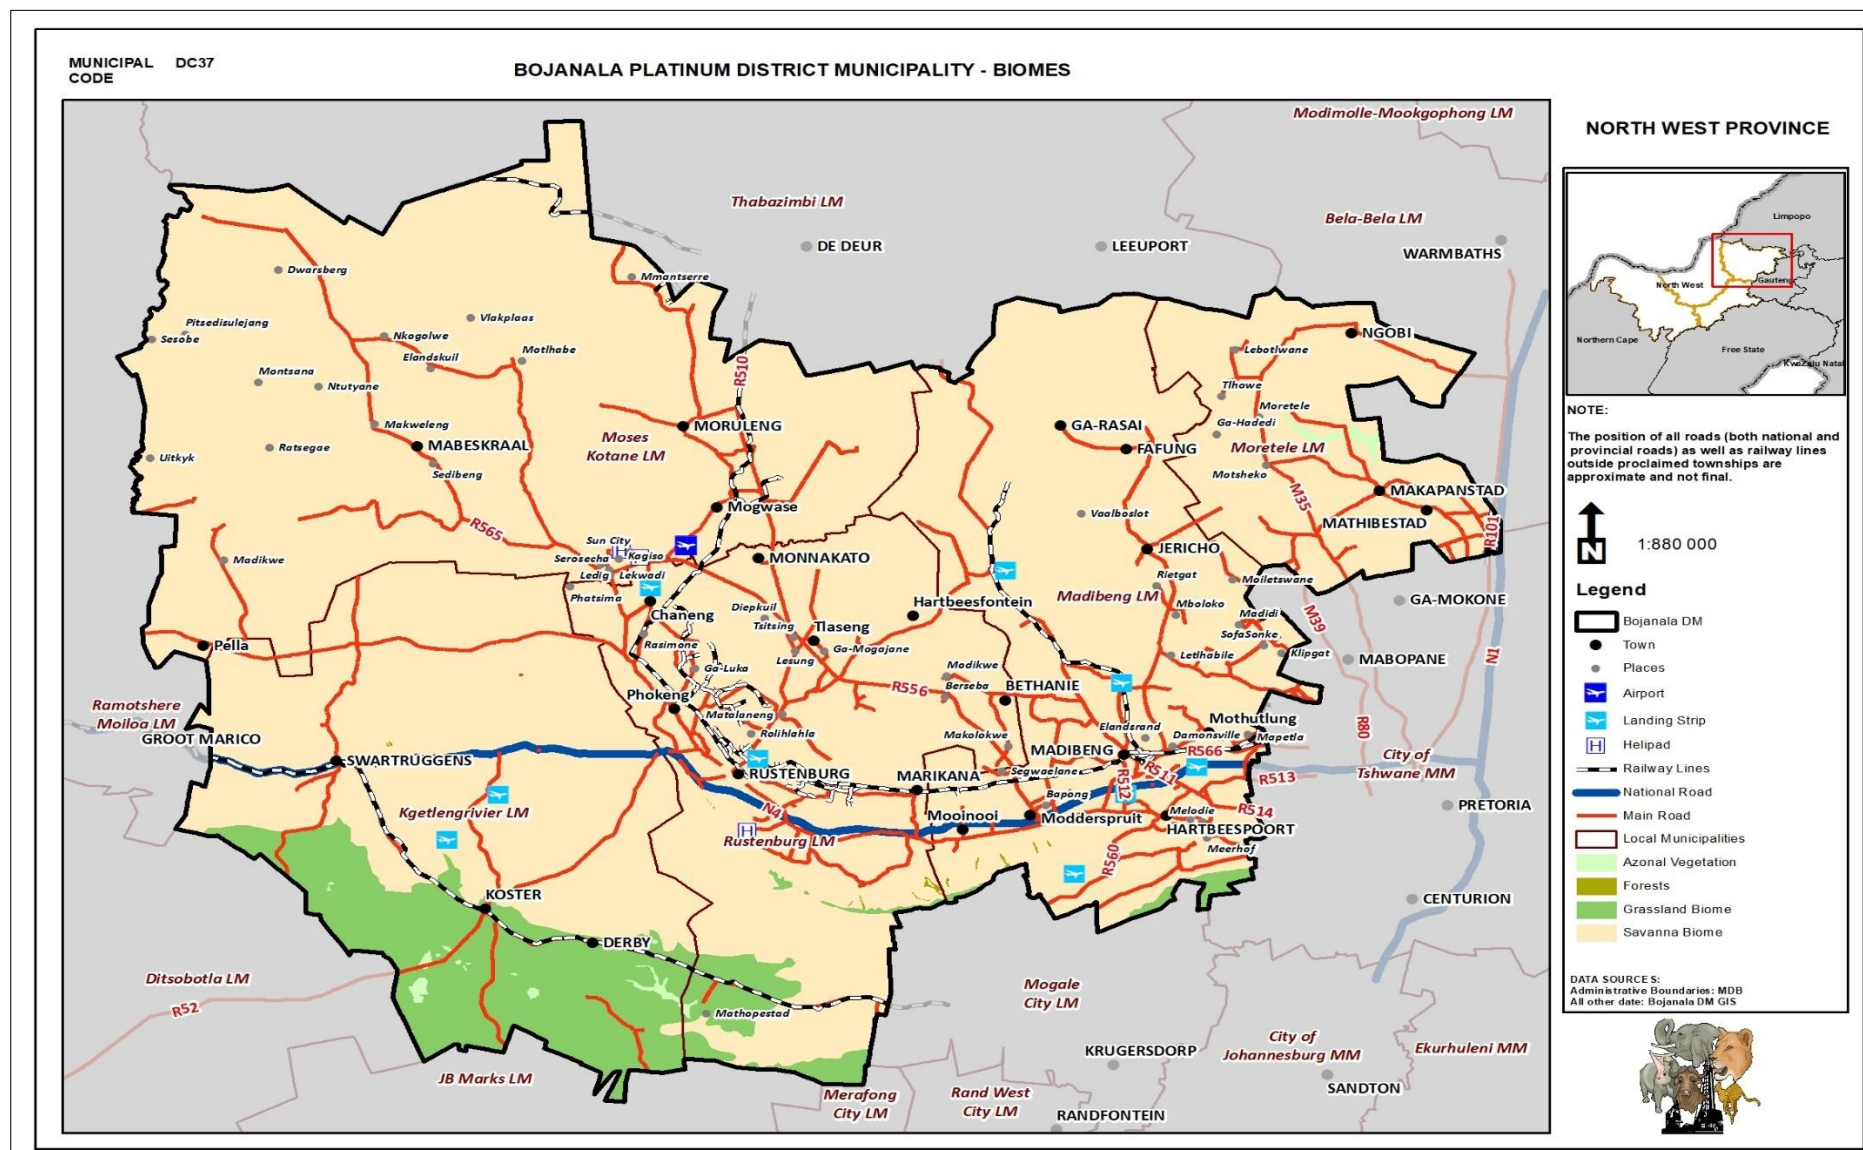 MUNICIPAL DC37
CODE
BOJANALA PLATINUM DISTRICT MUNICIPALITY - BIOMES
Modimolle-Mookgophong LM
Thabazimbi LM
Bela-Bela LM
DE DEUR
LEEUPORT
WARMBATHS
Dwarsberg
Mmantserre
Vlakplaas
Pitsedisulejang
Sesobe
Nkogolwe
Elandskuil
Motlhabe
NGOBI
Lebotlwane
Montsana
Ntutyane
R510
Tlhowe
Moretele
Makweleng
MORULENG
GA-RASAI
Ga-Hadedi
MABESKRAAL
Moses
Kotane LM
FAFUNG
Moretele LM
Ratsegae
Uitkyk
Sedibeng
Motsheko
M35
MAKAPANSTAD
Mogwase
Vaalboslot
MATHIBESTAD
R101
R565
Sun City
Serosecha
Kagiso
MONNAKATO
JERICHO
Madikwe
Ledig
Lekwadi
Rietgat
Moiletswane
Phatsima
Madibeng LM
GA-MOKONE
Chaneng
Diepkuil
Hartbeesfontein
Mboloko
Madidi
M39
Tsitsing
Tlaseng
SofaSonke
Pella
Rasimone
Lesung
Ga-Mogajane
Letlhabile
Klipgat
MABOPANE
N1
Ga-Luka
Modikwe
R556
Berseba
BETHANIE
Phokeng
Ramotshere
Moiloa LM
Matalaneng
Mothutlung
R80
GROOT MARICO
Rolihlahla
Makolokwe
Elandsrand
Damonsville
Mapetla
MADIBENG
R566
City of
Tshwane MM
SWARTRUGGENS
RUSTENBURG
MARIKANA
Segwaelane
R511
R512
R513
Kgetlengrivier LM
N4
Bapong
Melodie
R514
PRETORIA
Mooinooi
Modderspruit
HARTBEESPOORT
Rustenburg LM
Meerhof
R560
KOSTER
CENTURION
DERBY
Ditsobotla LM
Mogale
City LM
R52
Mathopestad
City of
Johannesburg MM
Ekurhuleni MM
KRUGERSDORP
JB Marks LM
SANDTON
Merafong
City LM
Rand West
City LM
RANDFONTEIN
NORTH WEST PROVINCE
Limpopo
North West
Gauteng
Northern Cape
Free State
KwaZulu Natal
NOTE:
The position of all roads (both national and
provincial roads) as well as railway lines
outside proclaimed townships are
approximate and not final.
N
1:880 000
Legend
Bojanala DM
Town
Places
Airport
Landing Strip
H Helipad
Railway Lines
National Road
Main Road
Local Municipalities
Azonal Vegetation
Forests
Grassland Biome
Savanna Biome
DATA SOURCES:
Administrative Boundaries: MDB
All other date: Bojanala DM GIS